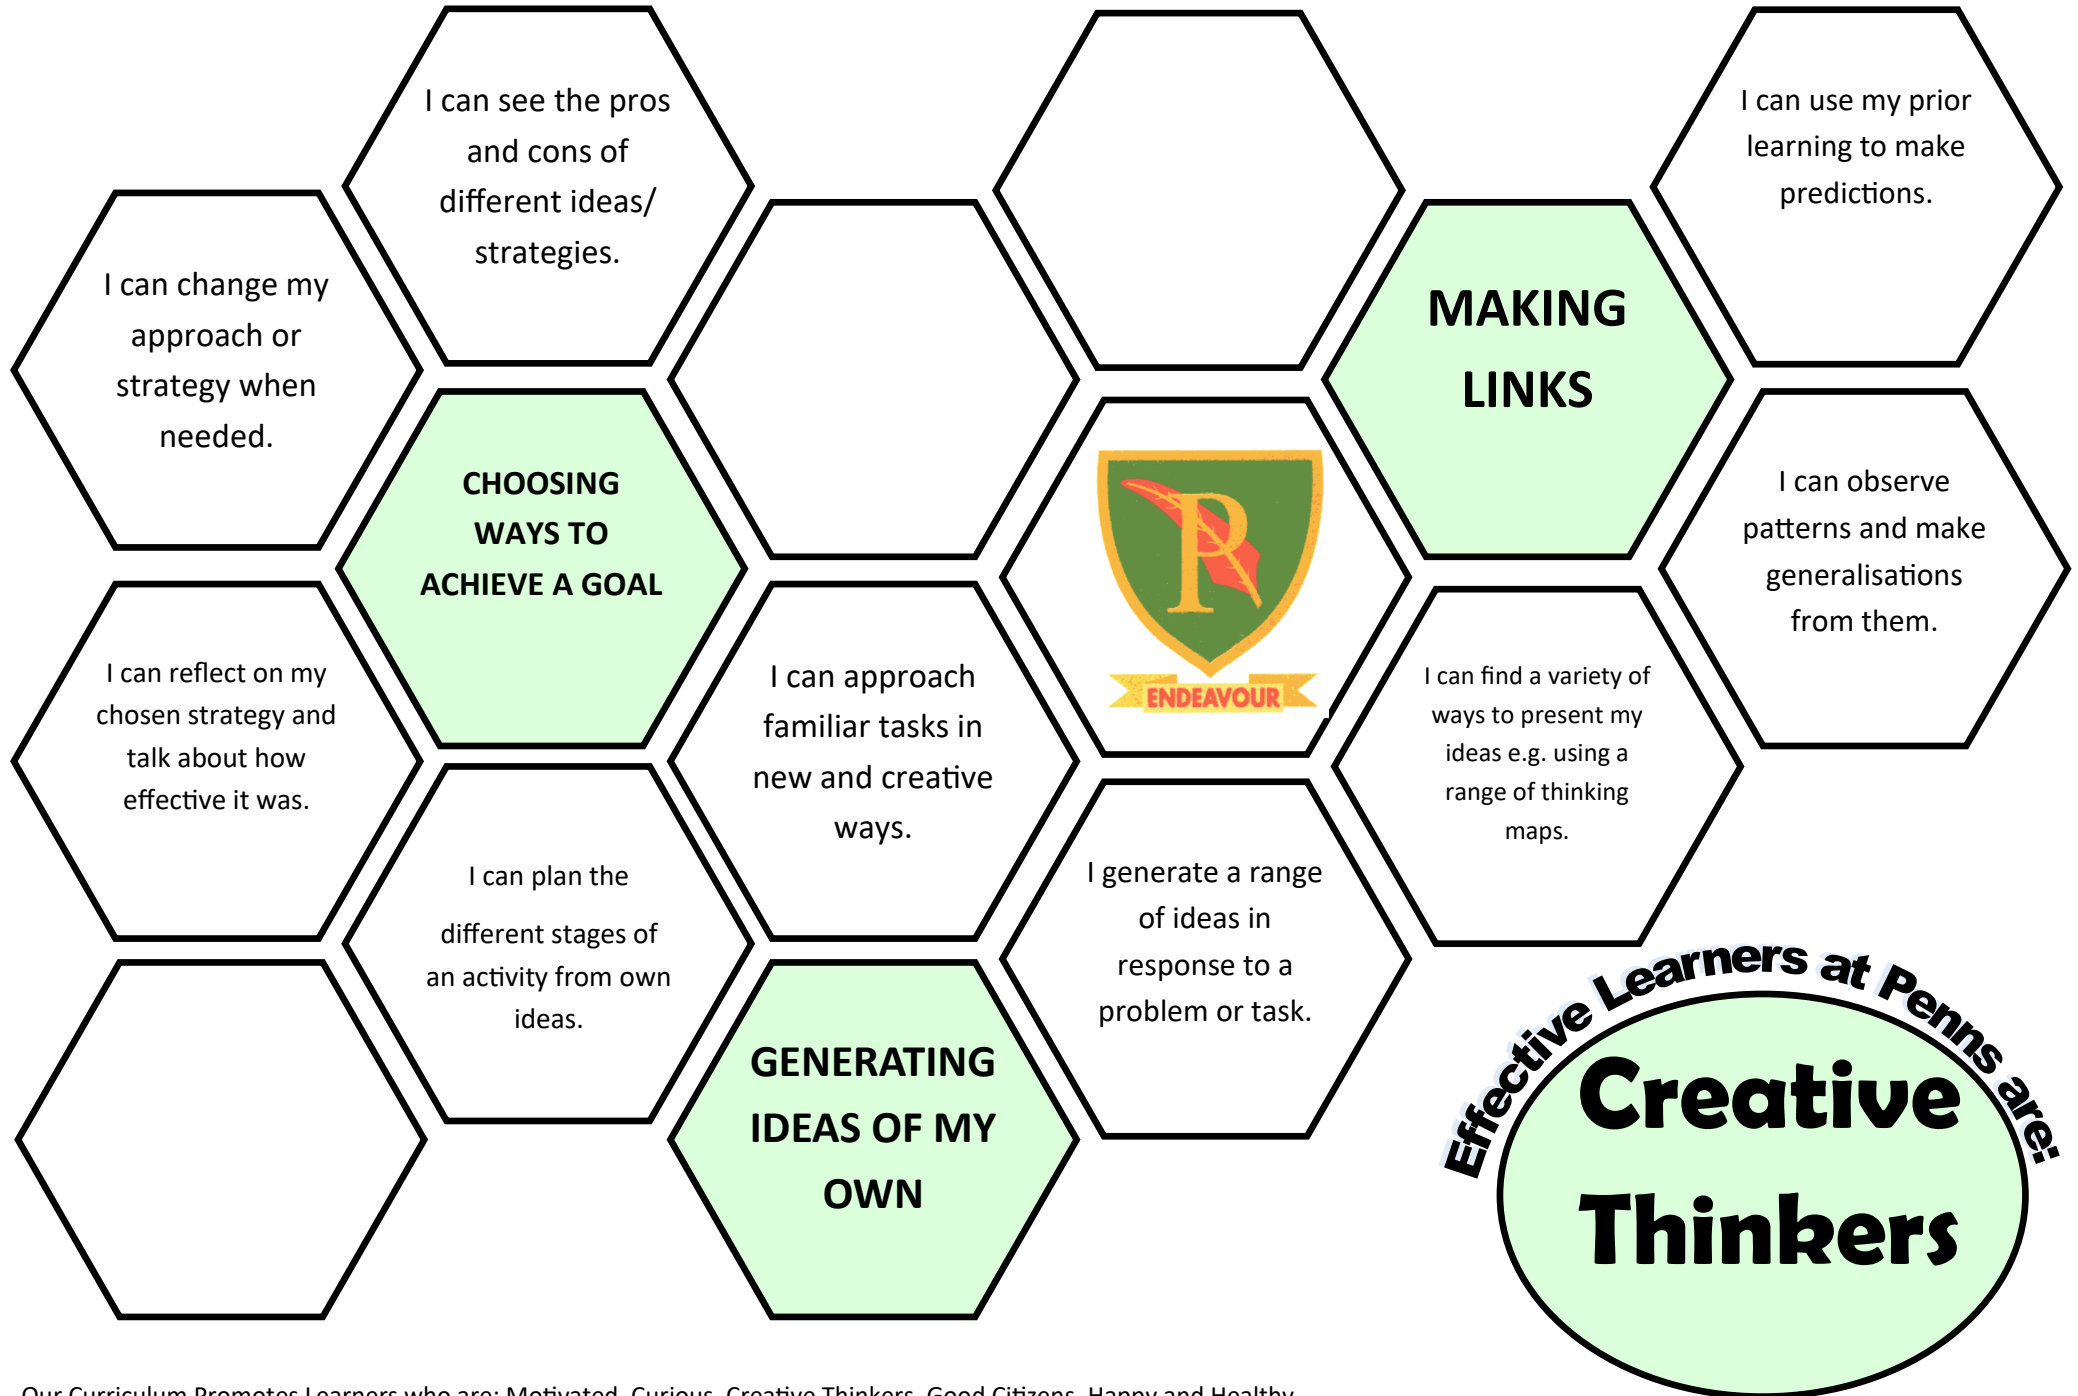 I can see the pros
and cons of
different ideas/
strategies.
I can use my prior
learning to make
predictions.
I can change my
approach or
strategy when
needed.
MAKING
LINKS
CHOOSING
WAYS TO
ACHIEVE A GOAL
P
ENDEAVOUR
I can observe
patterns and make
generalisations
from them.
I can reflect on my
chosen strategy and
talk about how
effective it was.
I can approach
familiar tasks in
new and creative
ways.
I can find a variety of
ways to present my
ideas e.g. using a
range of thinking
maps.
I can plan the
different stages of
an activity from own
ideas.
I generate a range
of ideas in
response to a
problem or task.
GENERATING
IDEAS OF MY
OWN
Effective Learners at Penns are:
Creative
Thinkers
Our Curriculum Promotes Learners who are: Motivated, Curious, Creative Thinkers, Good Citizens, Happy and Healthy